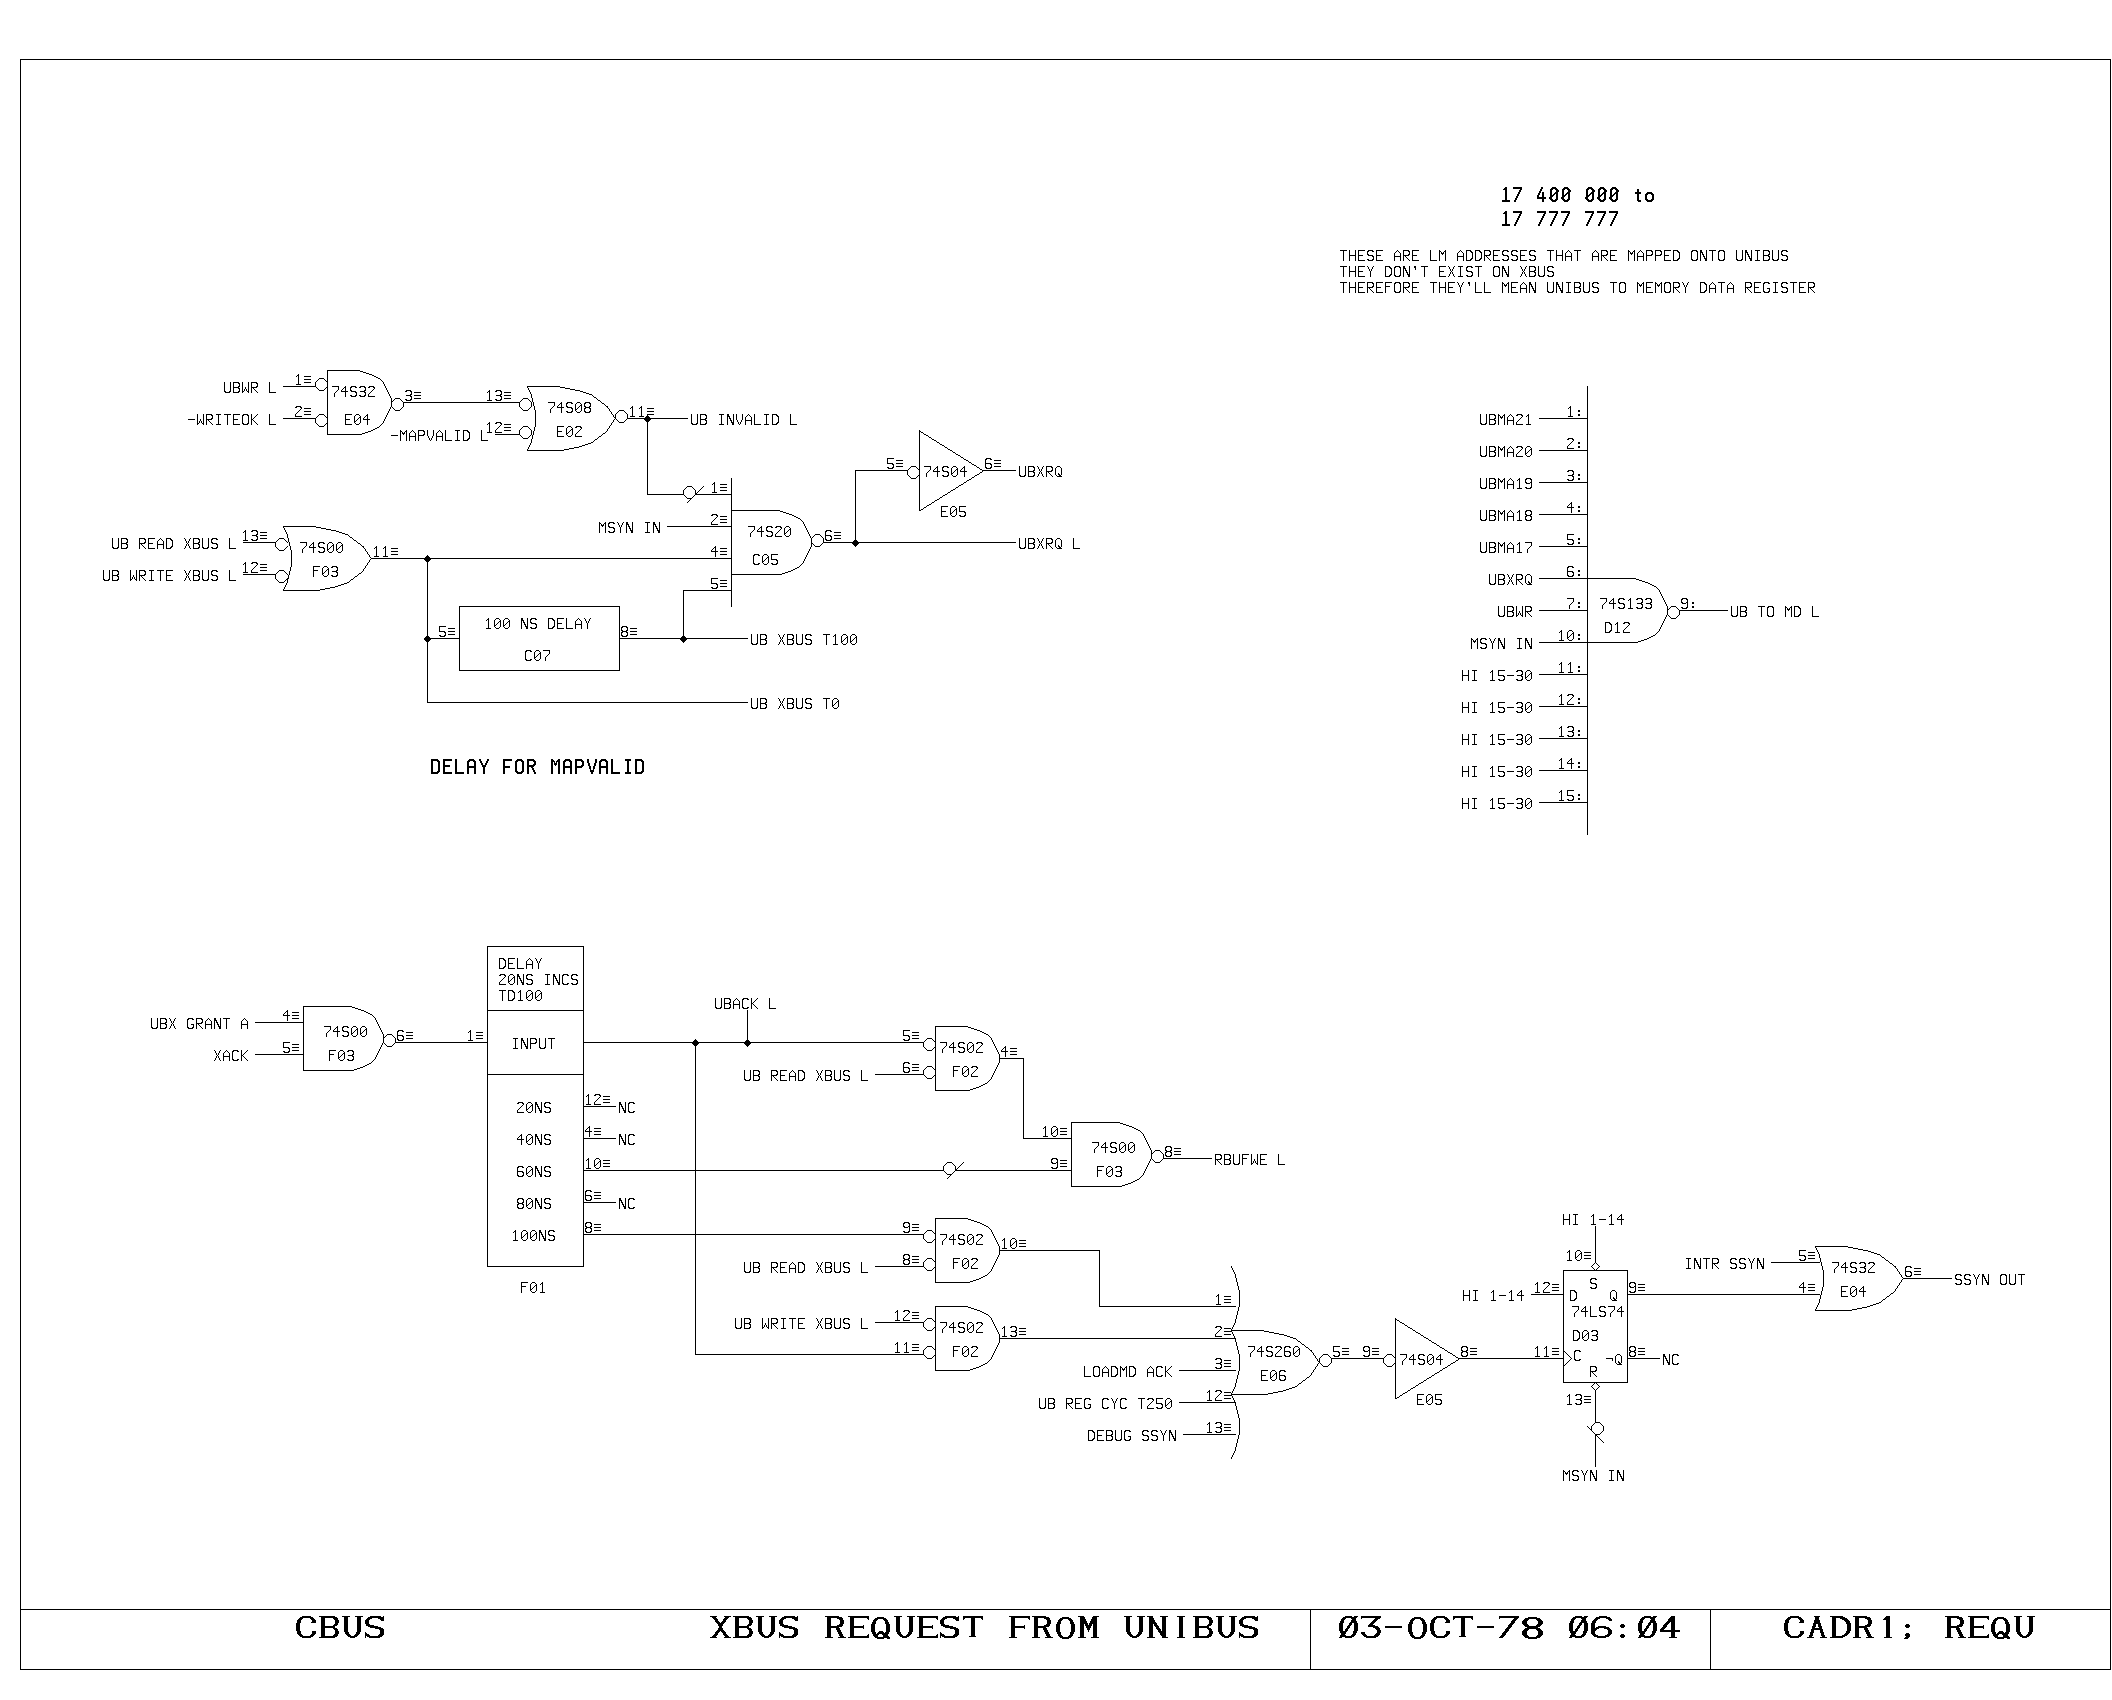 17 400 000 to
17 777 777
THESE ARE LM ADDRESSES THAT ARE MAPPED ONTO UNIBUS
THEY DON'T EXIST ON XBUS
THEREFORE THEY'LL MEAN UNIBUS TO MEMORY DATA REGISTER
UBWR L 1≡
-WRITEOK L 2≡
74S32
E04
3≡
13≡
-MAPVALID L 12≡
74S08
E02
11≡ UB INVALID L
UB READ XBUS L 13≡
UB WRITE XBUS L 12≡
74S00
F03
11≡
1≡
MSYN IN 2≡
4≡
5≡
74S20
C05
6≡
5≡
74S04
E05
6≡ UBXRQ
UBXRQ L
5≡
100 NS DELAY
C07
8≡
UB XBUS T100
UB XBUS T0
DELAY FOR MAPVALID
UBMA21 1:
UBMA20 2:
UBMA19 3:
UBMA18 4:
UBMA17 5:
UBXRQ 6:
UBWR 7:
MSYN IN 10:
HI 15-30 11:
HI 15-30 12:
HI 15-30 13:
HI 15-30 14:
HI 15-30 15:
74S133
D12
9: UB TO MD L
UBX GRANT A 4≡
XACK 5≡
74S00
F03
6≡
1≡
DELAY
20NS INCS
TD100
INPUT
20NS 12≡ NC
40NS 4≡ NC
60NS 10≡
80NS 6≡ NC
100NS 8≡
F01
UBACK L
5≡
UB READ XBUS L 6≡
74S02
F02
4≡
10≡
9≡
74S00
F03
8≡ RBUFWE L
9≡
UB READ XBUS L 8≡
74S02
F02
10≡
UB WRITE XBUS L 12≡
11≡
74S02
F02
13≡
1≡
2≡
LOADMD ACK 3≡
UB REG CYC T250 12≡
DEBUG SSYN 13≡
74S260
E06
5≡
9≡
74S04
E05
8≡
HI 1-14
10≡
HI 1-14 12≡
D S Q
74LS74
D03
C ¬Q
R
11≡
9≡
8≡ NC
13≡
MSYN IN
INTR SSYN 5≡
4≡
74S32
E04
6≡ SSYN OUT
CBUS XBUS REQUEST FROM UNIBUS 03-OCT-78 06:04 CADR1; REQU